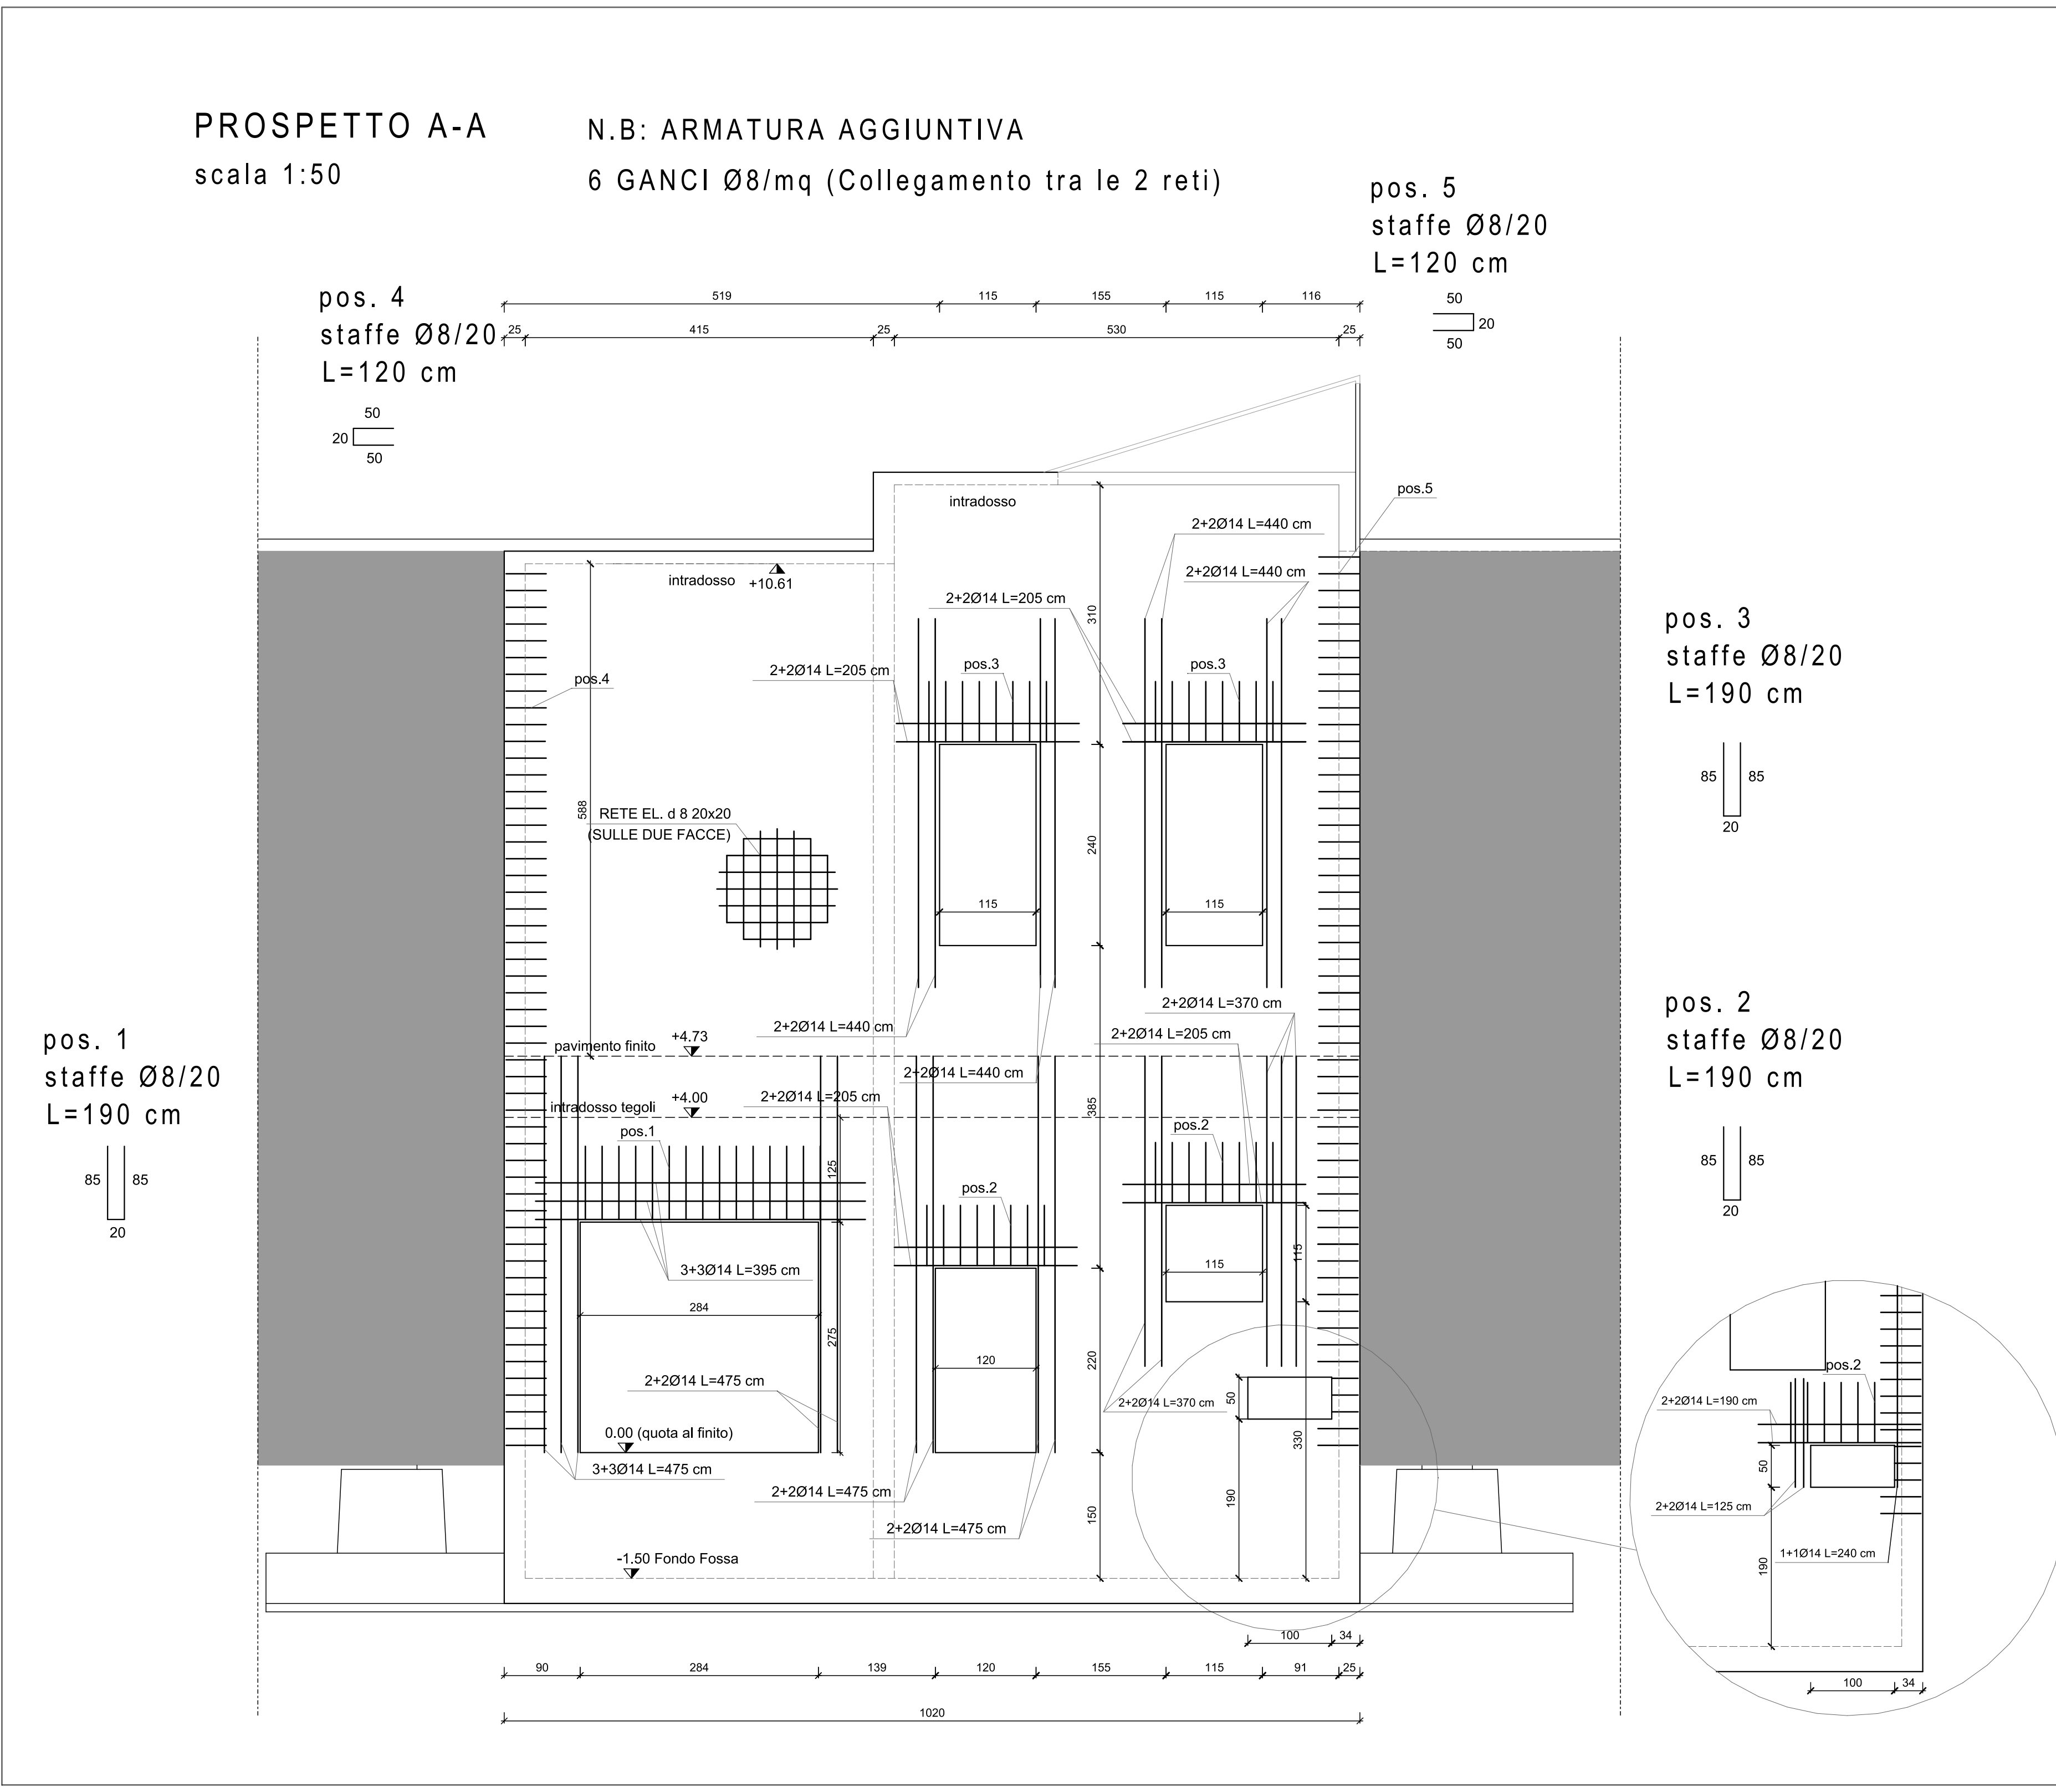 PROSPETTO A-A
scala 1:50
N.B: ARMATURA AGGIUNTIVA
6 GANCI Ø8/mq (Collegamento tra le 2 reti)
pos. 5
staffe Ø8/20
L=120 cm
50
20
50
pos. 4
staffe Ø8/20
L=120 cm
50
20
50
519
115
155
115
116
25
415
25
530
25
intradosso
pos.5
2+2Ø14 L=440 cm
intradosso
+10.61
2+2Ø14 L=440 cm
2+2Ø14 L=205 cm
310
pos. 3
staffe Ø8/20
L=190 cm
85
85
20
2+2Ø14 L=205 cm
pos.3
pos.3
pos.4
588
RETE EL. d 8 20x20
(SULLE DUE FACCE)
240
115
115
pos. 2
staffe Ø8/20
L=190 cm
85
85
20
2+2Ø14 L=370 cm
2+2Ø14 L=440 cm
2+2Ø14 L=205 cm
pavimento finito
+4.73
pos. 1
staffe Ø8/20
L=190 cm
85
85
20
2+2Ø14 L=440 cm
2+2Ø14 L=205 cm
intradosso tegoli
+4.00
385
pos.1
pos.2
125
pos.2
115
115
3+3Ø14 L=395 cm
284
275
120
220
2+2Ø14 L=475 cm
2+2Ø14 L=370 cm
50
0.00 (quota al finito)
330
3+3Ø14 L=475 cm
2+2Ø14 L=475 cm
190
150
2+2Ø14 L=475 cm
-1.50 Fondo Fossa
pos.2
2+2Ø14 L=190 cm
50
2+2Ø14 L=125 cm
1+1Ø14 L=240 cm
190
100
34
100
34
90
284
139
120
155
115
91
25
1020